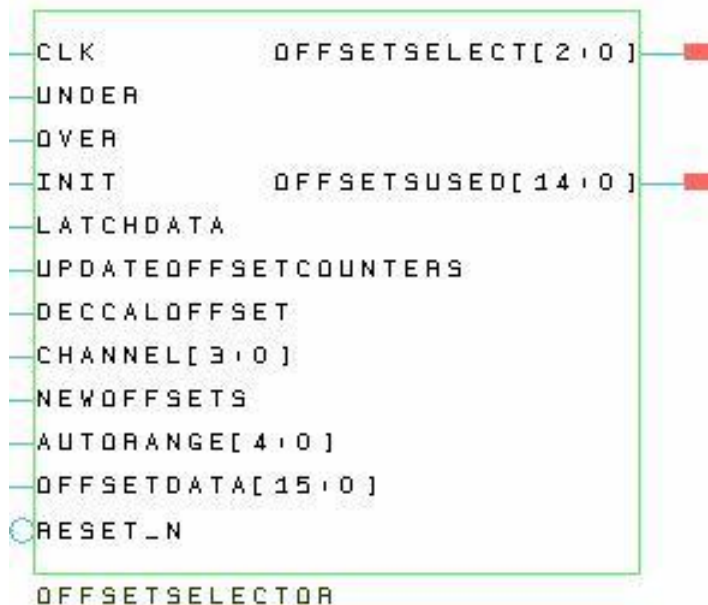 CLK OFFSETSELECT[2:0]
UNDER
OVER
INIT OFFSETSUSED[14:0]
LATCHDATA
UPDATEOFFSETCOUNTERS
DECCALOFFSET
CHANNEL[3:0]
NEWOFFSETS
AUTORANGE[4:0]
OFFSETDATA[15:0]
RESET_N
OFFSETSELECTOR